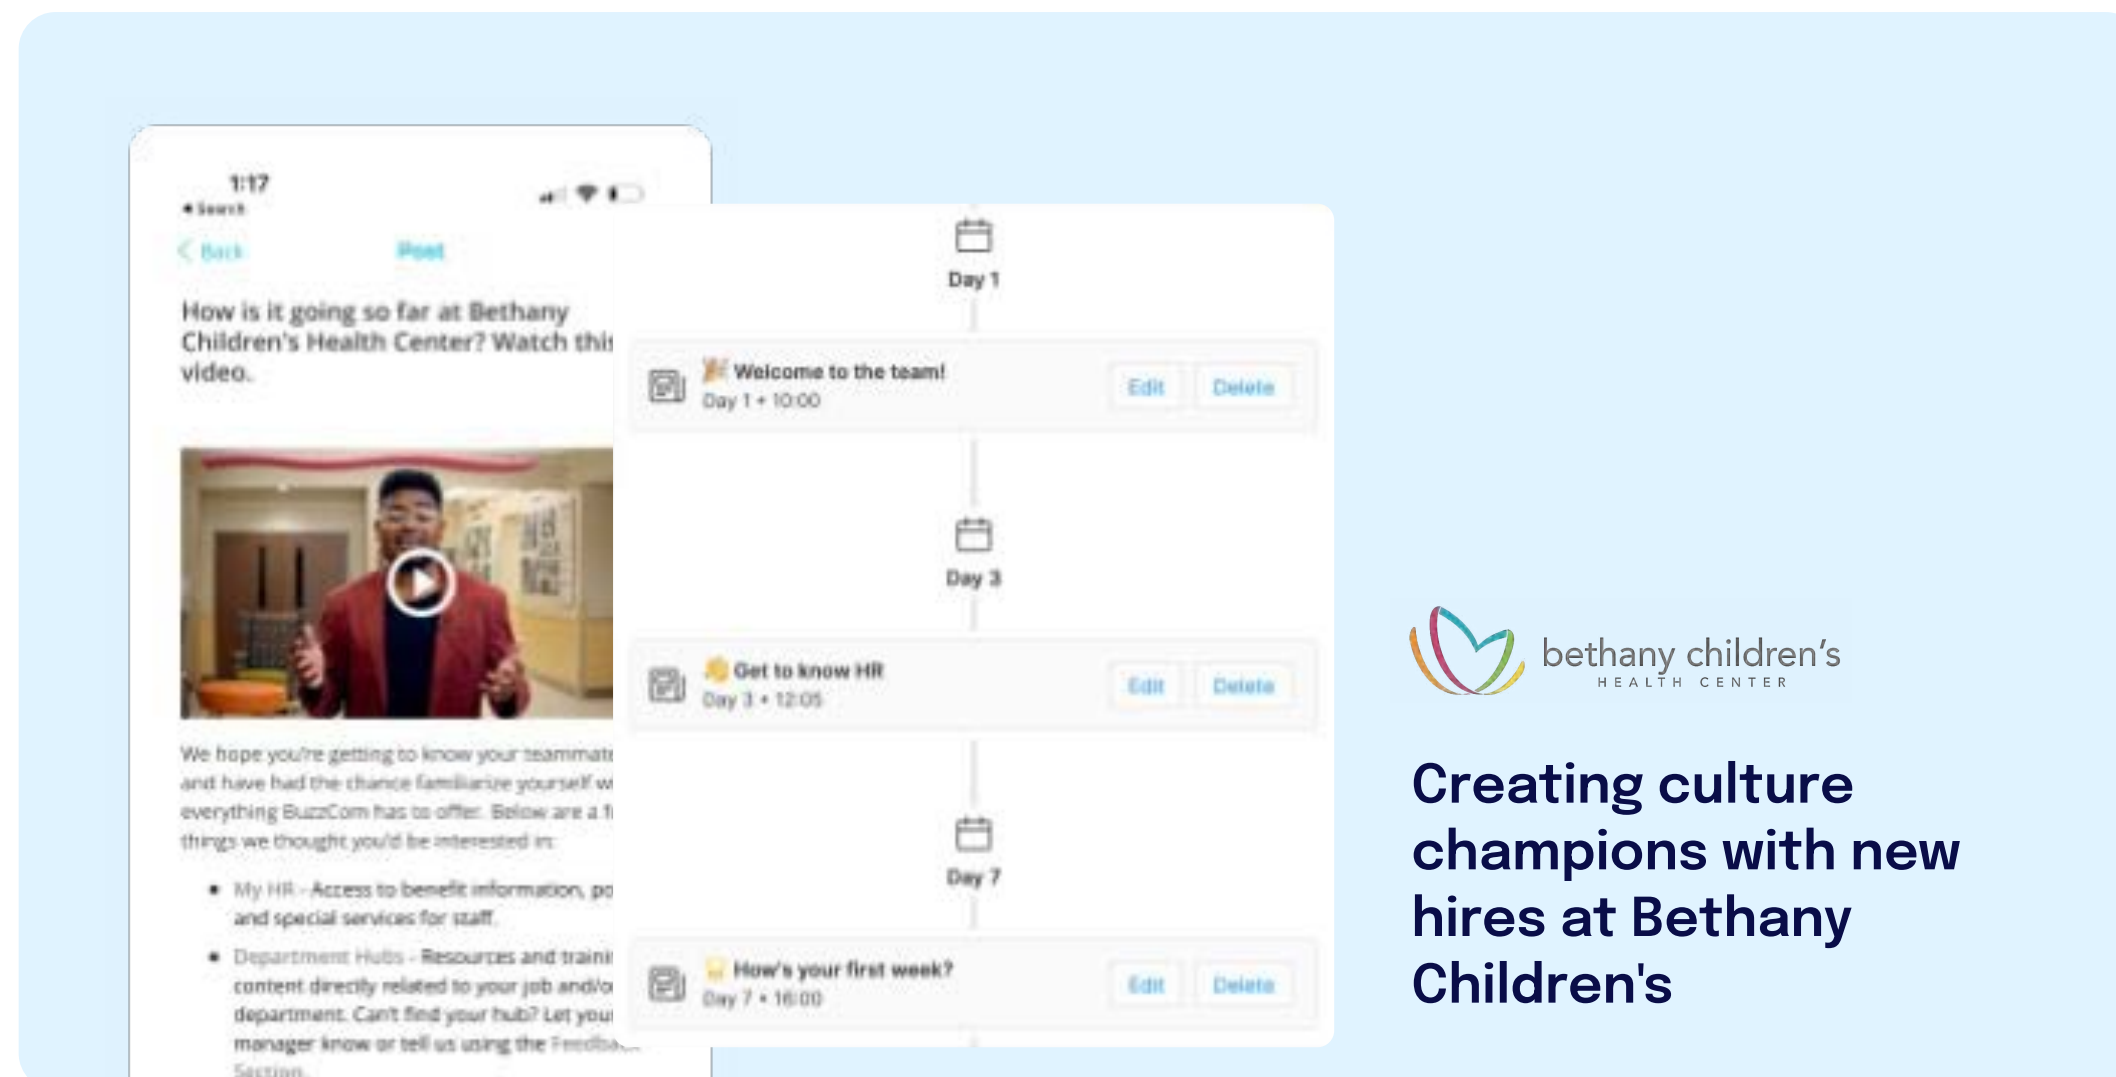 1:17
Search
Back
Post
How is it going so far at Bethany
Children's Health Center? Watch this
video.
We hope you're getting to know your teammate
and have had the chance familiarize yourself
everything BuzzCom has to offer. Below are a
things we thought you'd be interested in:
My HR - Access to benefit information,
and special services for staff.
Department Hubs - Resources and
content directly related to your job
department. Can't find your hub? Let
manager know or tell us using the Feedback
Section.
Day 1
Welcome to the team!
Day 1 • 10:00
Edit
Delete
Day 3
Get to know HR
Day 3 • 12:05
Edit
Delete
Day 7
How's your first week?
Day 7 • 16:00
Edit
Delete
bethany children's
HEALTH CENTER
Creating culture
champions with new
hires at Bethany
Children's